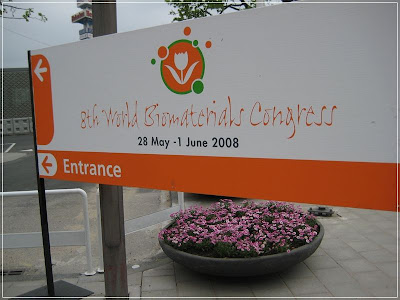 8th World Biomaterials Congress
28 May -1 June 2008
Entrance